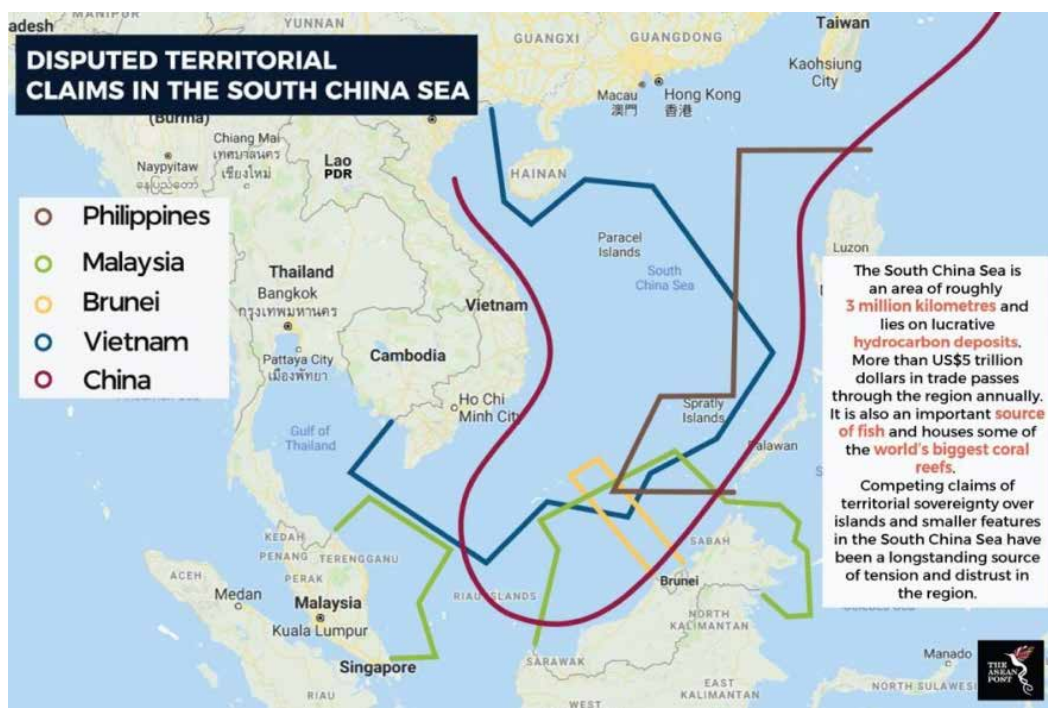 MANIPUR
YUNNAN
adesh
GUANGXI
GUANGDONG
Taiwan
DISPUTED TERRITORIAL
CLAIMS IN THE SOUTH CHINA SEA
Kaohsiung
City
Macau
澳門
Hong Kong
香港
(Burma)
Chiang Mai
เชียงใหม่
Naypyitaw
Lao
PDR
HAINAN
Philippines
Malaysia
Brunei
Vietnam
China
Paracel
Islands
South
China Sea
Luzon
Thailand
Bangkok
กรุงเทพมหานคร
Vietnam
Pattaya City
เมืองพัทยา
Cambodia
Ho Chi
Minh City
Gulf of
Thailand
Spratly
Islands
Palawan
The South China Sea is
an area of roughly
3 million kilometres and
lies on lucrative
hydrocarbon deposits.
More than US$5 trillion
dollars in trade passes
through the region annually.
It is also an important source
of fish and houses some of
the world's biggest coral
reefs.
Competing claims of
territorial sovereignty over
islands and smaller features
in the South China Sea have
been a longstanding source
of tension and distrust in
the region.
KEDAH
PENANG
TERENGGANU
PERAK
ACEH
Medan
Malaysia
Kuala Lumpur
RIAU ISLANDS
SABAH
Brunei
NORTH
KALIMANTAN
Singapore
SARAWAK
RIAU
WEST
EAST
KALIMANTAN
Manado
NORTH SULAWESI
THE
ASEAN
POST